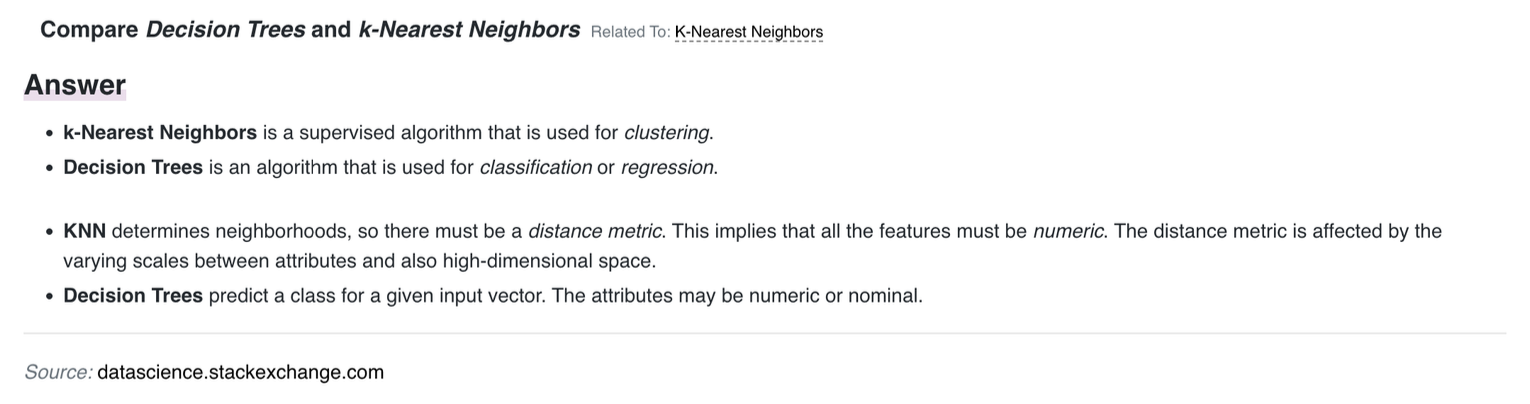 Compare Decision Trees and k-Nearest Neighbors Related To: K-Nearest Neighbors
Answer
• k-Nearest Neighbors is a supervised algorithm that is used for clustering.
• Decision Trees is an algorithm that is used for classification or regression.
• KNN determines neighborhoods, so there must be a distance metric. This implies that all the features must be numeric. The distance metric is affected by the
varying scales between attributes and also high-dimensional space.
• Decision Trees predict a class for a given input vector. The attributes may be numeric or nominal.
Source: datascience.stackexchange.com